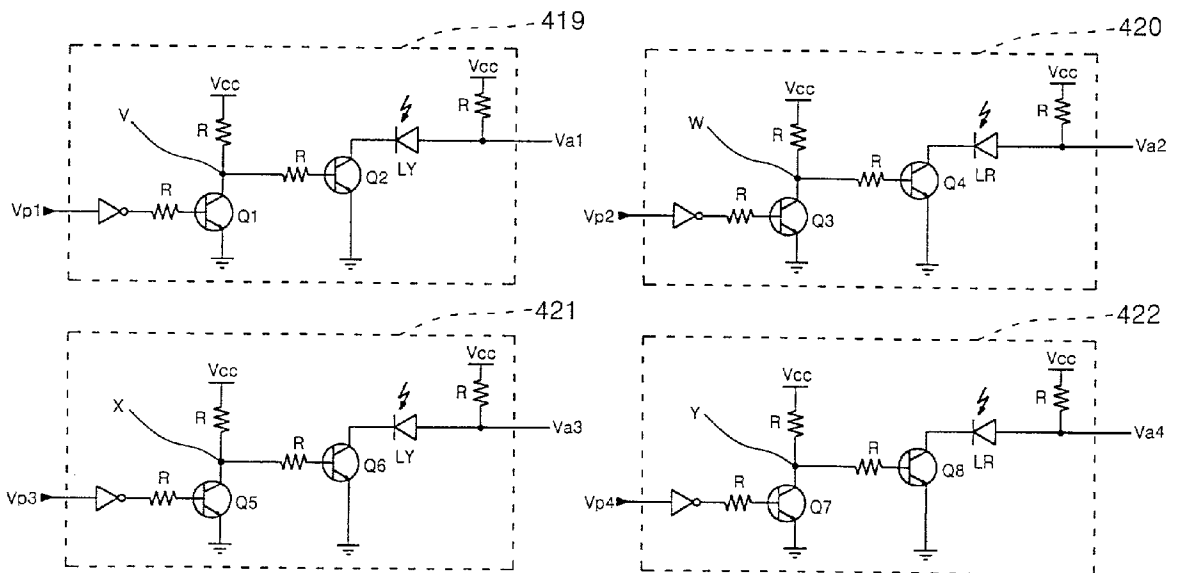 419
Vcc
Vcc
V
R
R
R
Va1
Q2
LY
R
Vp1
Q1
420
Vcc
Vcc
W
R
R
R
Va2
Q4
LR
R
Vp2
Q3
421
Vcc
Vcc
X
R
R
R
Va3
Q6
LY
R
Vp3
Q5
422
Vcc
Vcc
Y
R
R
R
Va4
Q8
LR
R
Vp4
Q7